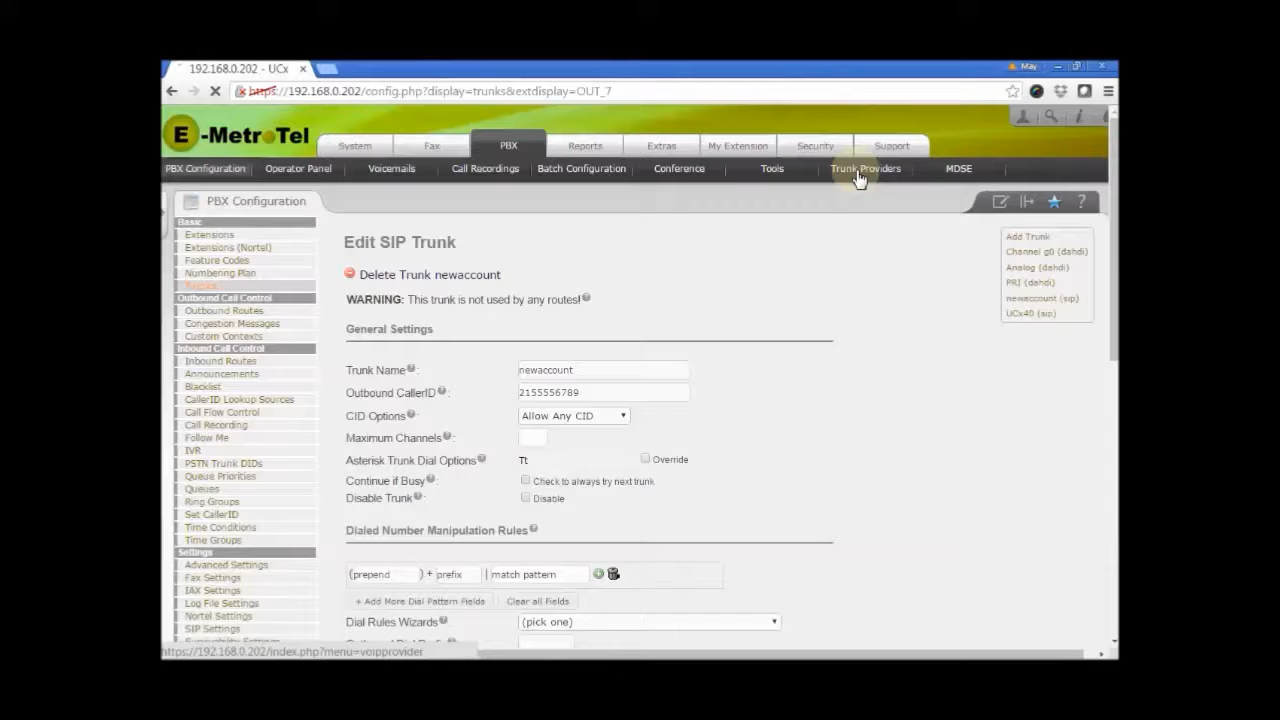 192.168.0.202 - UCx ×
May
https://192.168.0.202/config.php?display=trunks&extdisplay=OUT_7
E-MetroTel
System Fax PBX Reports Extras My Extension Security Support
PBX Configuration Operator Panel Voicemails Call Recordings Batch Configuration Conference Tools Trunk Providers MDSE
PBX Configuration
Basic
Extensions
Extensions (Nortel)
Feature Codes
Numbering Plan
Trunks
Outbound Call Control
Outbound Routes
Congestion Messages
Custom Contexts
Inbound Call Control
Inbound Routes
Announcements
Blacklist
CallerID Lookup Sources
Call Flow Control
Call Recording
Follow Me
IVR
PSTN Trunk DIDs
Queue Priorities
Queues
Ring Groups
Set CallerID
Time Conditions
Time Groups
Settings
Advanced Settings
Fax Settings
IAX Settings
Log File Settings
Nortel Settings
SIP Settings
Edit SIP Trunk
Delete Trunk newaccount
WARNING: This trunk is not used by any routes!
General Settings
Trunk Name: newaccount
Outbound CallerID: 2155556789
CID Options: Allow Any CID
Maximum Channels:
Asterisk Trunk Dial Options Tt Override
Continue if Busy: Check to always try next trunk
Disable Trunk: Disable
Dialed Number Manipulation Rules
(prepend ) + prefix | match pattern
+ Add More Dial Pattern Fields Clear all Fields
Dial Rules Wizards: (pick one)
Add Trunk
Channel g0 (dahdi)
Analog (dahdi)
PRI (dahdi)
newaccount (sip)
UCx40 (sip)
https://192.168.0.202/index.php?menu=voipprovider